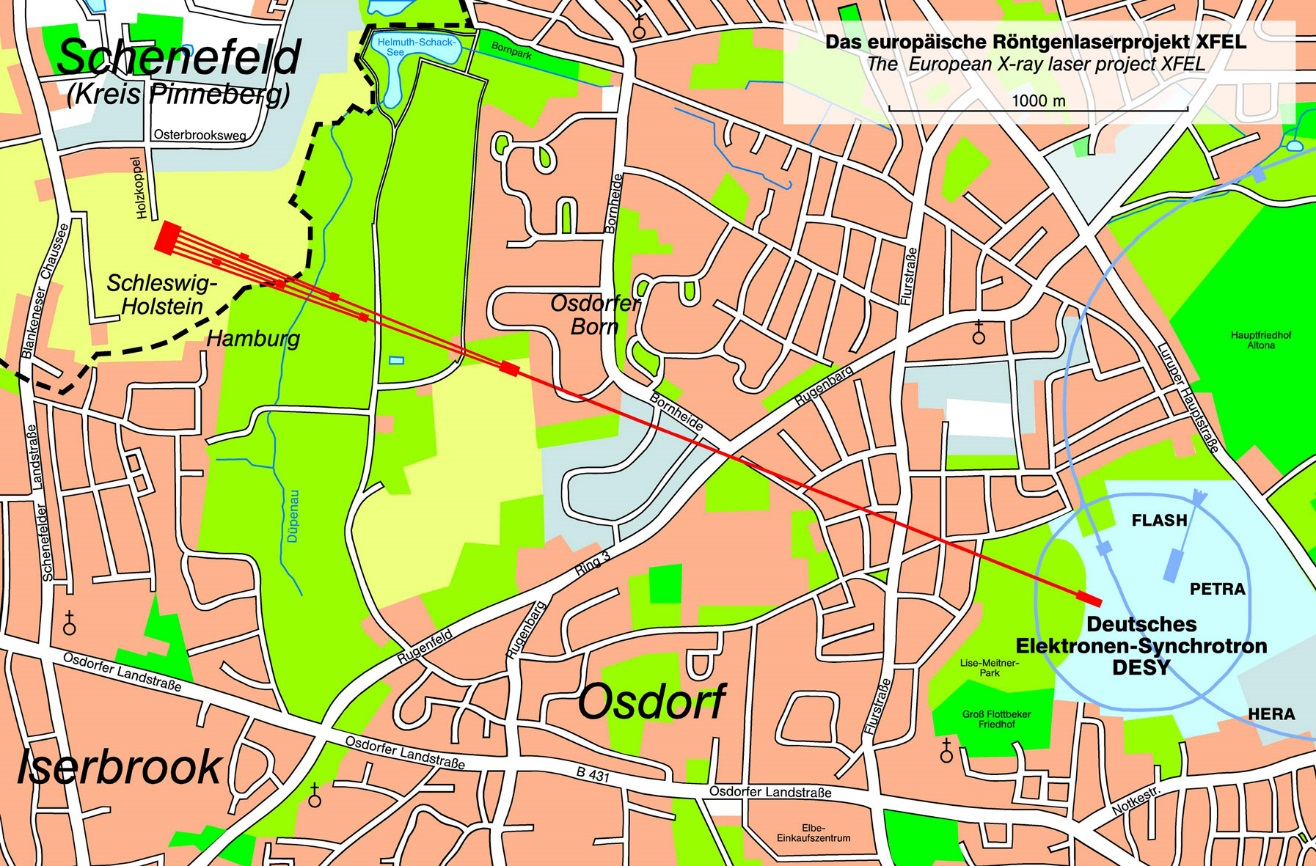 Schenefeld
(Kreis Pinneberg)
Helmuth-Schack-
See
Bornpark
Das europäische Röntgenlaserprojekt XFEL
The European X-ray laser project XFEL
1000 m
Osterbrooksweg
Holzkoppel
Bornheide
Blankeneser Chaussee
Flurstraße
Schleswig-
Holstein
Hamburg
Osdorfer
Born
Hauptfriedhof
Altona
Luruper Hauptstraße
Rugenbarg
Bornheide
Schenefelder Landstraße
Düpenau
FLASH
Ring 3
PETRA
Deutsches
Elektronen-Synchrotron
DESY
Rugenfeld
Rugenbarg
Lise-Meitner-
Park
Osdorfer Landstraße
Osdorf
Flurstraße
Groß Flottbeker
Friedhof
HERA
Iserbrook
Osdorfer Landstraße
B 431
Osdorfer Landstraße
Notkestr.
Elbe-
Einkaufszentrum